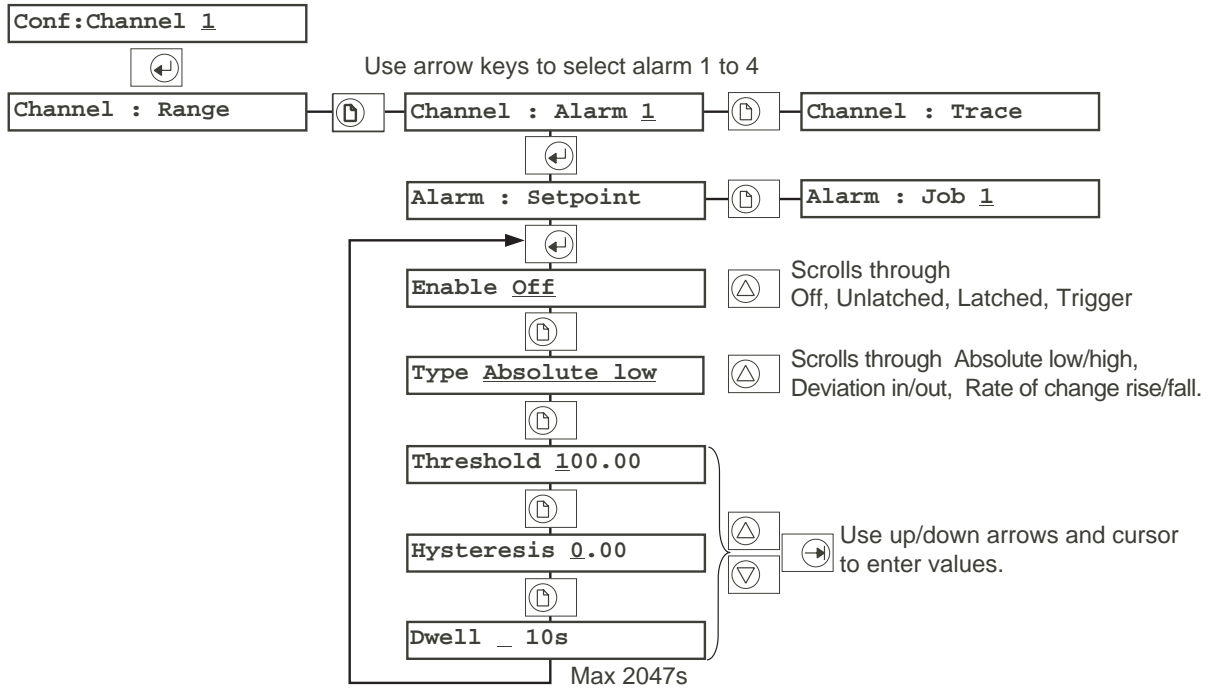 Conf:Channel 1
Use arrow keys to select alarm 1 to 4
Channel : Range
Channel : Alarm 1
Channel : Trace
Alarm : Setpoint
Alarm : Job 1
Enable Off
Scrolls through
Off, Unlatched, Latched, Trigger
Type Absolute low
Scrolls through Absolute low/high,
Deviation in/out, Rate of change rise/fall.
Threshold 100.00
Hysteresis 0.00
Use up/down arrows and cursor
to enter values.
Dwell _ 10s
Max 2047s